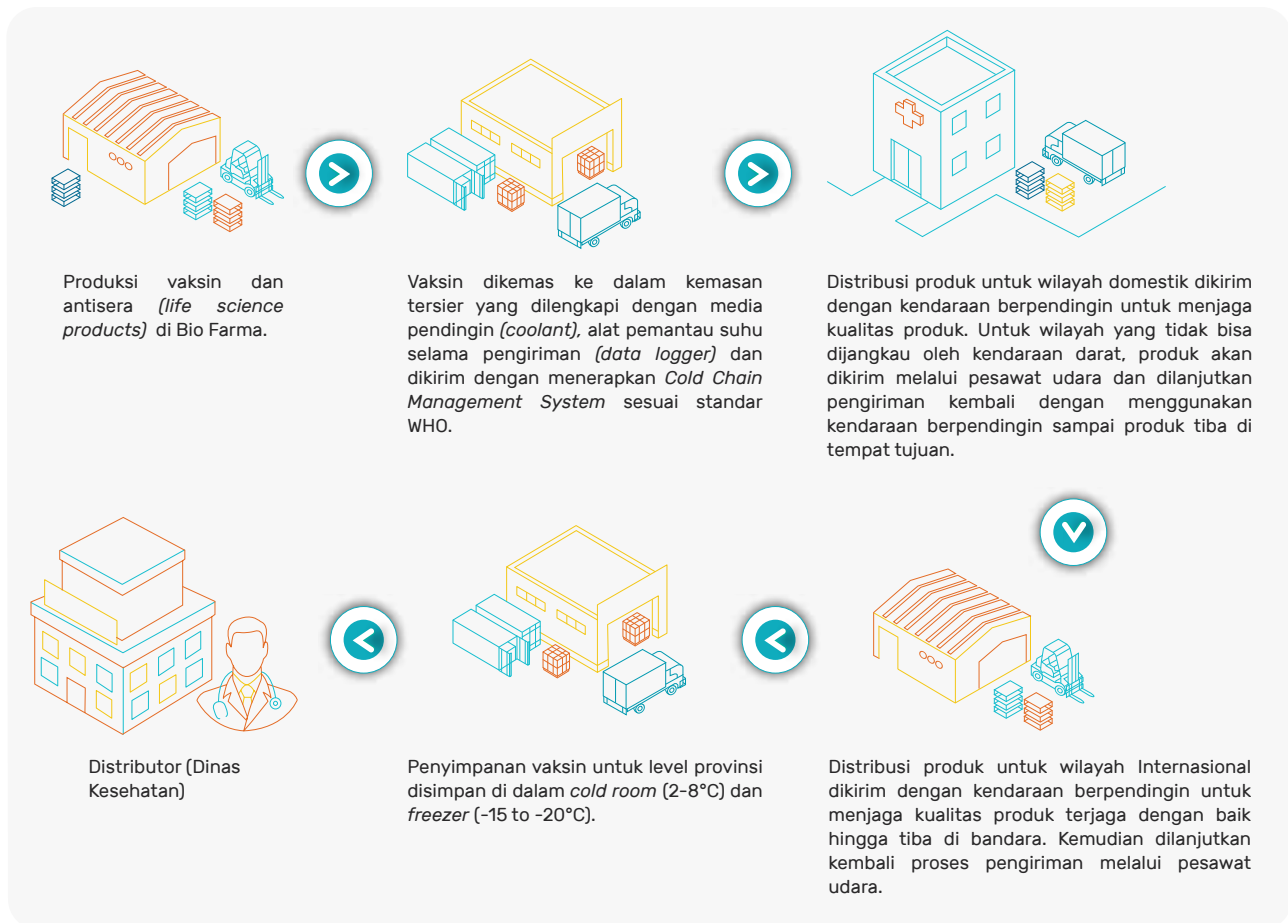 Produksi vaksin dan
antisera (life science
products) di Bio Farma.
Vaksin dikemas ke dalam kemasan
tersier yang dilengkapi dengan media
pendingin (coolant), alat pemantau suhu
selama pengiriman (data logger) dan
dikirim dengan menerapkan Cold Chain
Management System sesuai standar
WHO.
Distribusi produk untuk wilayah domestik dikirim
dengan kendaraan berpendingin untuk menjaga
kualitas produk. Untuk wilayah yang tidak bisa
dijangkau oleh kendaraan darat, produk akan
dikirim melalui pesawat udara dan dilanjutkan
pengiriman kembali dengan menggunakan
kendaraan berpendingin sampai produk tiba di
tempat tujuan.
Distributor (Dinas
Kesehatan)
Penyimpanan vaksin untuk level provinsi
disimpan di dalam cold room (2-8°C) dan
freezer (-15 to -20°C).
Distribusi produk untuk wilayah Internasional
dikirim dengan kendaraan berpendingin untuk
menjaga kualitas produk terjaga dengan baik
hingga tiba di bandara. Kemudian dilanjutkan
kembali proses pengiriman melalui pesawat
udara.